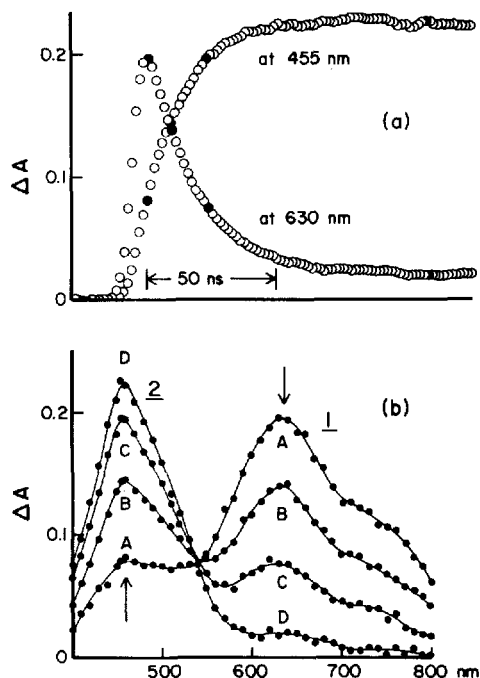 0.2
at 455 nm
(a)
ΔA
0.1
at 630 nm
50 ns
0
D
2
(b)
0.2
C
1
A
B
ΔA
B
0.1
A
C
D
0
500 600 700 800 nm